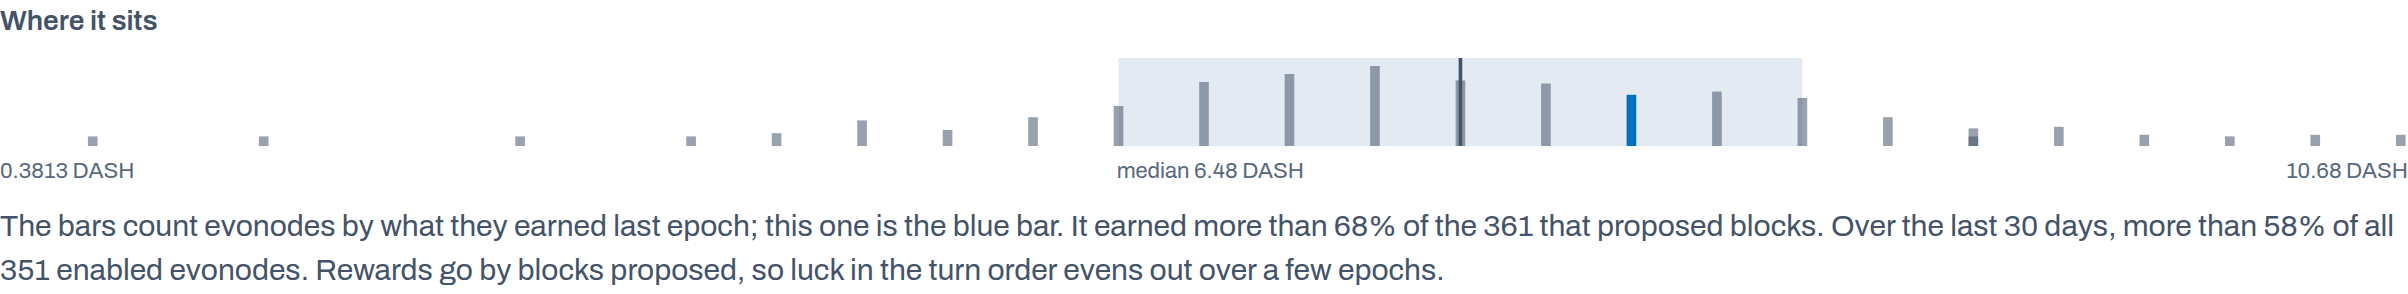 Where it sits
0.3813 DASH
median 6.48 DASH
10.68 DASH
The bars count evonodes by what they earned last epoch; this one is the blue bar. It earned more than 68% of the 361 that proposed blocks. Over the last 30 days, more than 58% of all
351 enabled evonodes. Rewards go by blocks proposed, so luck in the turn order evens out over a few epochs.